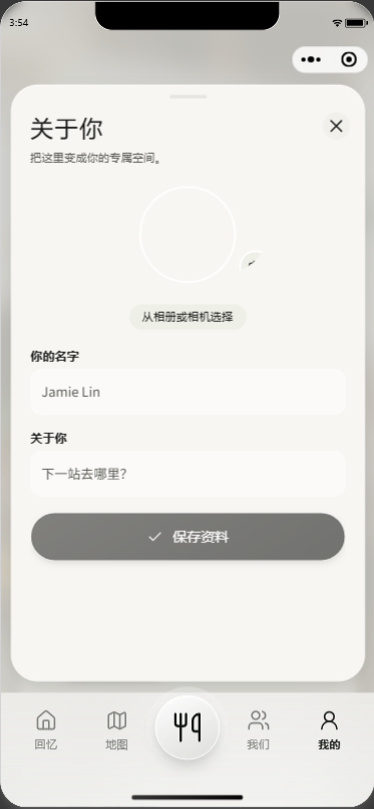 3:54
关于你
把这里变成你的专属空间。
从相册或相机选择
你的名字
Jamie Lin
关于你
下一站去哪里？
保存资料
回忆
地图
我们
我的